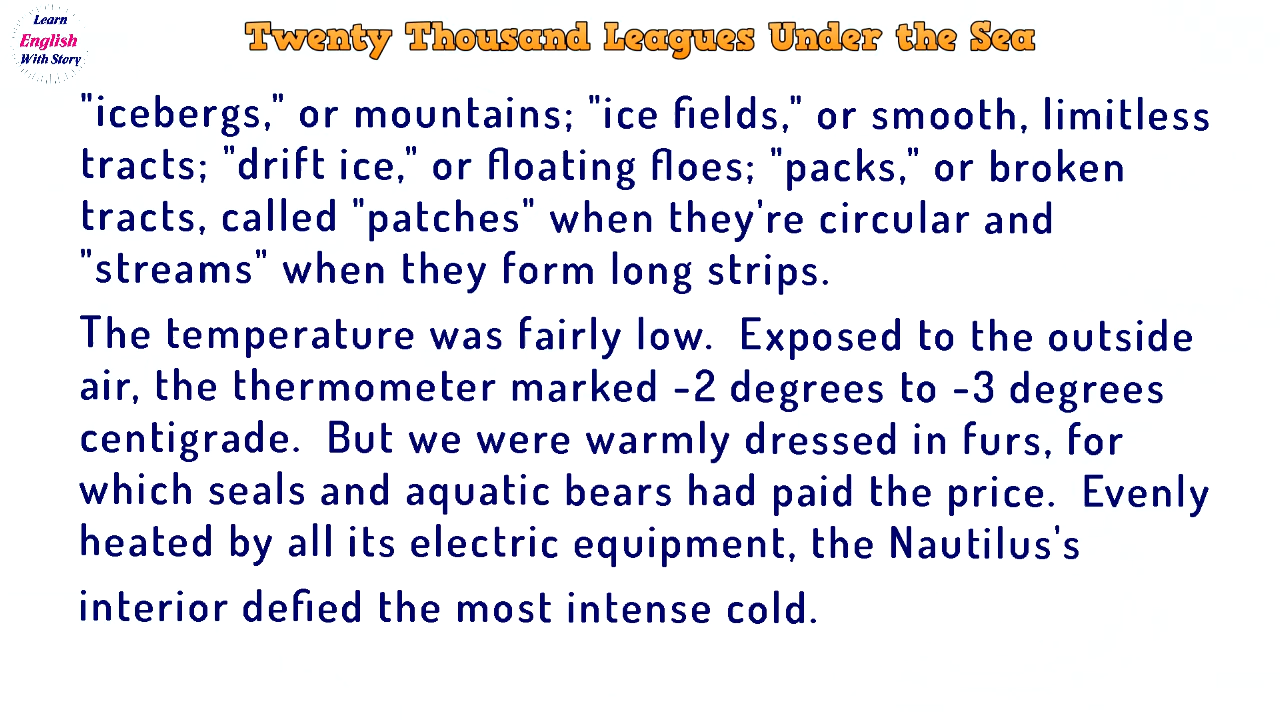 Learn
English
With Story
Twenty Thousand Leagues Under the Sea
"icebergs," or mountains; "ice fields," or smooth, limitless
tracts; "drift ice," or floating floes; "packs," or broken
tracts, called "patches" when they're circular and
"streams" when they form long strips.
The temperature was fairly low.  Exposed to the outside
air, the thermometer marked -2 degrees to -3 degrees
centigrade.  But we were warmly dressed in furs, for
which seals and aquatic bears had paid the price.  Evenly
heated by all its electric equipment, the Nautilus's
interior defied the most intense cold.